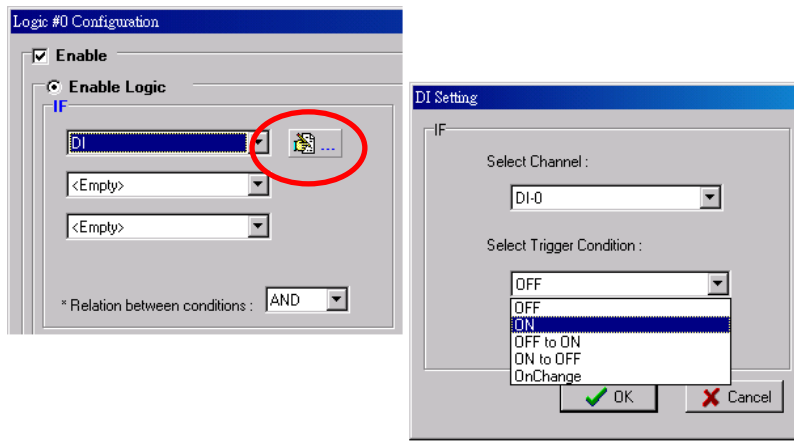 Logic #0 Configuration
Enable
Enable Logic
IF
DI
...
<Empty>
<Empty>
* Relation between conditions : AND
DI Setting
IF
Select Channel :
DI-0
Select Trigger Condition :
OFF
OFF
ON
OFF to ON
ON to OFF
OnChange
OK Cancel